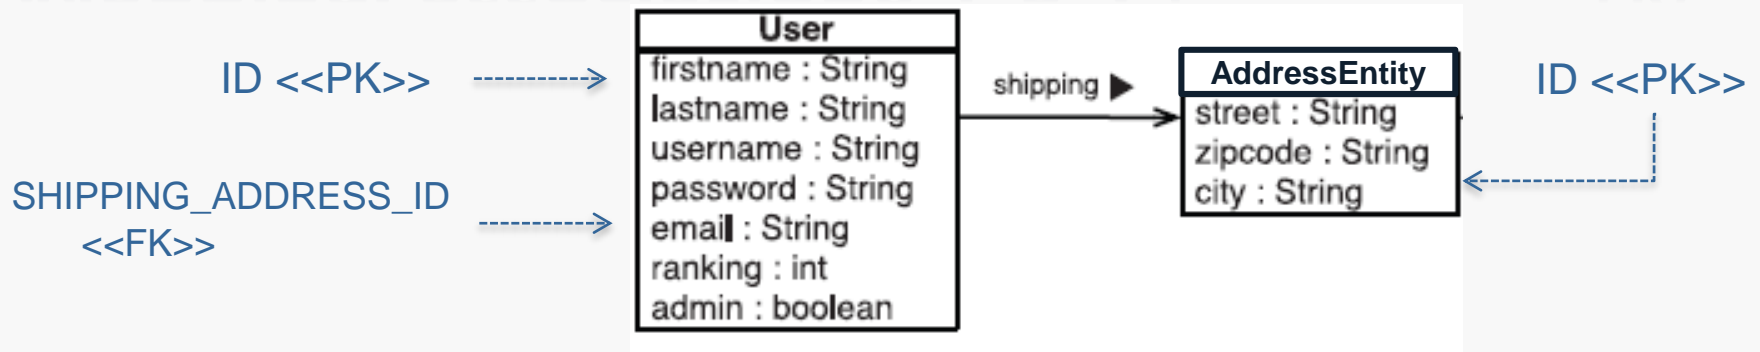 ID <<PK>>
SHIPPING_ADDRESS_ID
<<FK>>
User
firstname : String
lastname : String
username : String
password : String
email : String
ranking : int
admin : boolean
shipping ▶
AddressEntity
street : String
zipcode : String
city : String
ID <<PK>>